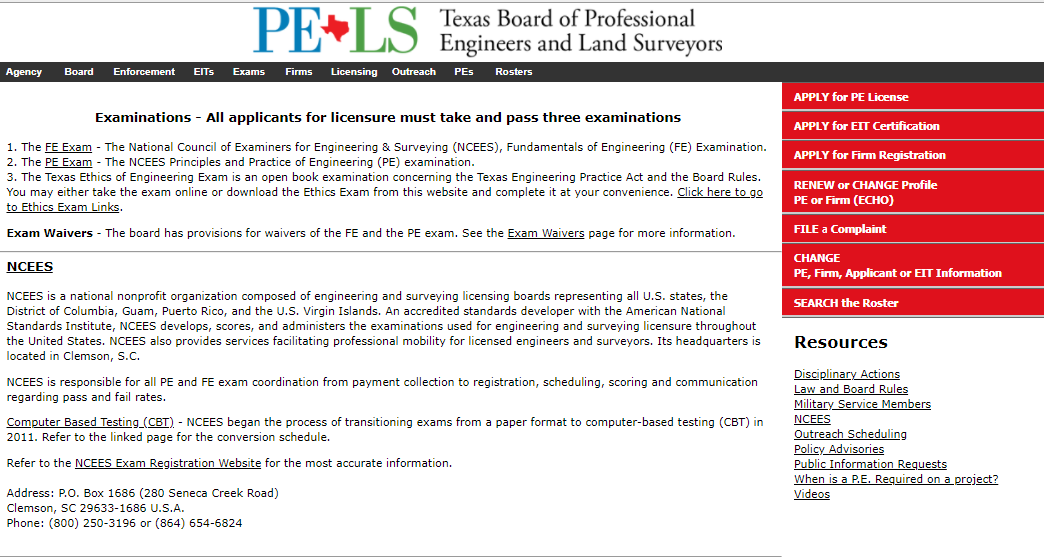 PE LS Texas Board of Professional
Engineers and Land Surveyors
Agency Board Enforcement EITs Exams Firms Licensing Outreach PEs Rosters
Examinations - All applicants for licensure must take and pass three examinations
1. The FE Exam - The National Council of Examiners for Engineering & Surveying (NCEES), Fundamentals of Engineering (FE) Examination.
2. The PE Exam - The NCEES Principles and Practice of Engineering (PE) examination.
3. The Texas Ethics of Engineering Exam is an open book examination concerning the Texas Engineering Practice Act and the Board Rules.
You may either take the exam online or download the Ethics Exam from this website and complete it at your convenience. Click here to go
to Ethics Exam Links.
Exam Waivers - The board has provisions for waivers of the FE and the PE exam. See the Exam Waivers page for more information.
NCEES
NCEES is a national nonprofit organization composed of engineering and surveying licensing boards representing all U.S. states, the
District of Columbia, Guam, Puerto Rico, and the U.S. Virgin Islands. An accredited standards developer with the American National
Standards Institute, NCEES develops, scores, and administers the examinations used for engineering and surveying licensure throughout
the United States. NCEES also provides services facilitating professional mobility for licensed engineers and surveyors. Its headquarters is
located in Clemson, S.C.
NCEES is responsible for all PE and FE exam coordination from payment collection to registration, scheduling, scoring and communication
regarding pass and fail rates.
Computer Based Testing (CBT) - NCEES began the process of transitioning exams from a paper format to computer-based testing (CBT) in
2011. Refer to the linked page for the conversion schedule.
Refer to the NCEES Exam Registration Website for the most accurate information.
Address: P.O. Box 1686 (280 Seneca Creek Road)
Clemson, SC 29633-1686 U.S.A.
Phone: (800) 250-3196 or (864) 654-6824
APPLY for PE License
APPLY for EIT Certification
APPLY for Firm Registration
RENEW or CHANGE Profile
PE or Firm (ECHO)
FILE a Complaint
CHANGE
PE, Firm, Applicant or EIT Information
SEARCH the Roster
Resources
Disciplinary Actions
Law and Board Rules
Military Service Members
NCEES
Outreach Scheduling
Policy Advisories
Public Information Requests
When is a P.E. Required on a project?
Videos